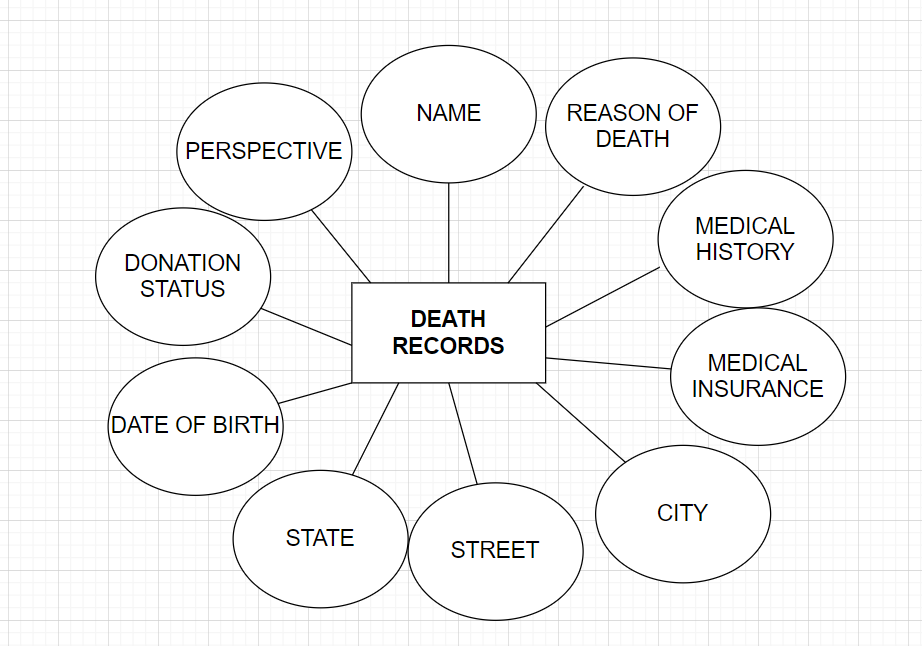 NAME
REASON OF
DEATH
PERSPECTIVE
MEDICAL
HISTORY
DONATION
STATUS
DEATH
RECORDS
MEDICAL
INSURANCE
DATE OF BIRTH
CITY
STATE
STREET